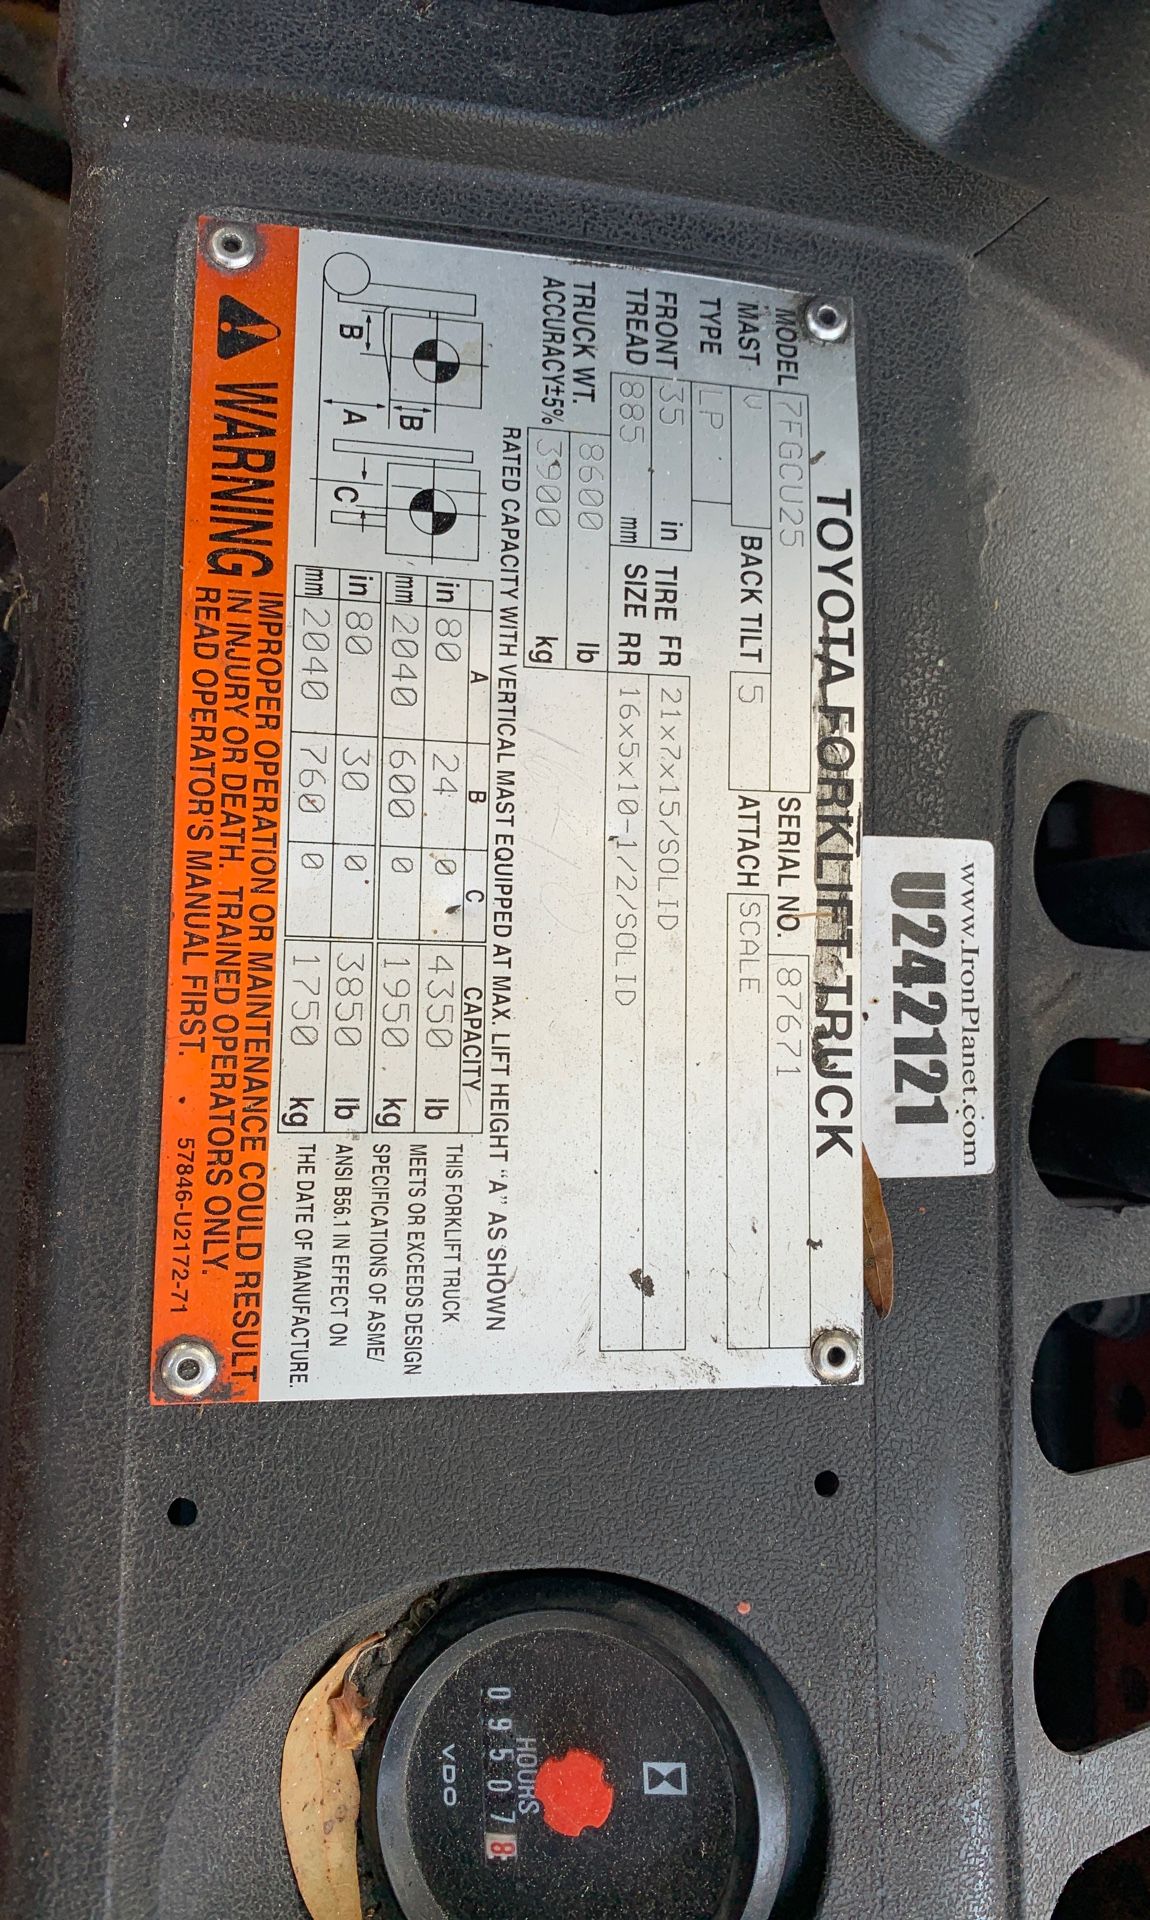 www.IronPlanet.com
U242121
TOYOTA FORKLIFT TRUCK
MODEL 7FGCU25 SERIAL NO. 87671
MAST V BACK TILT 5 ATTACH SCALE
TYPE LP
FRONT 35 in TIRE FR 21x7x15/SOLID
TREAD 885 mm SIZE RR 16x5x10-1/2/SOLID
TRUCK WT. 8600 lb
ACCURACY±5% 3900 kg
RATED CAPACITY WITH VERTICAL MAST EQUIPPED AT MAX. LIFT HEIGHT "A" AS SHOWN
A B C CAPACITY
in 80 24 0 4350 lb
mm 2040 600 0 1950 kg
in 80 30 0 3850 lb
mm 2040 760 0 1750 kg
B B
A C
THIS FORKLIFT TRUCK
MEETS OR EXCEEDS DESIGN
SPECIFICATIONS OF ASME/
ANSI B56.1 IN EFFECT ON
THE DATE OF MANUFACTURE.
WARNING
IMPROPER OPERATION OR MAINTENANCE COULD RESULT
IN INJURY OR DEATH. TRAINED OPERATORS ONLY.
READ OPERATOR'S MANUAL FIRST. • 57846-U2172-71
HOURS
095078
VDO